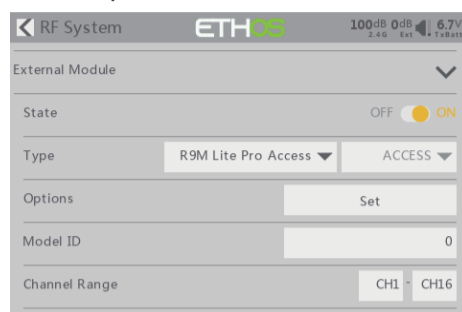 RF System ETHOS 100dB 0dB 6.7V
2.4G Ext TxBatt
External Module
State OFF ON
Type R9M Lite Pro Access ACCESS
Options Set
Model ID 0
Channel Range CH1 - CH16